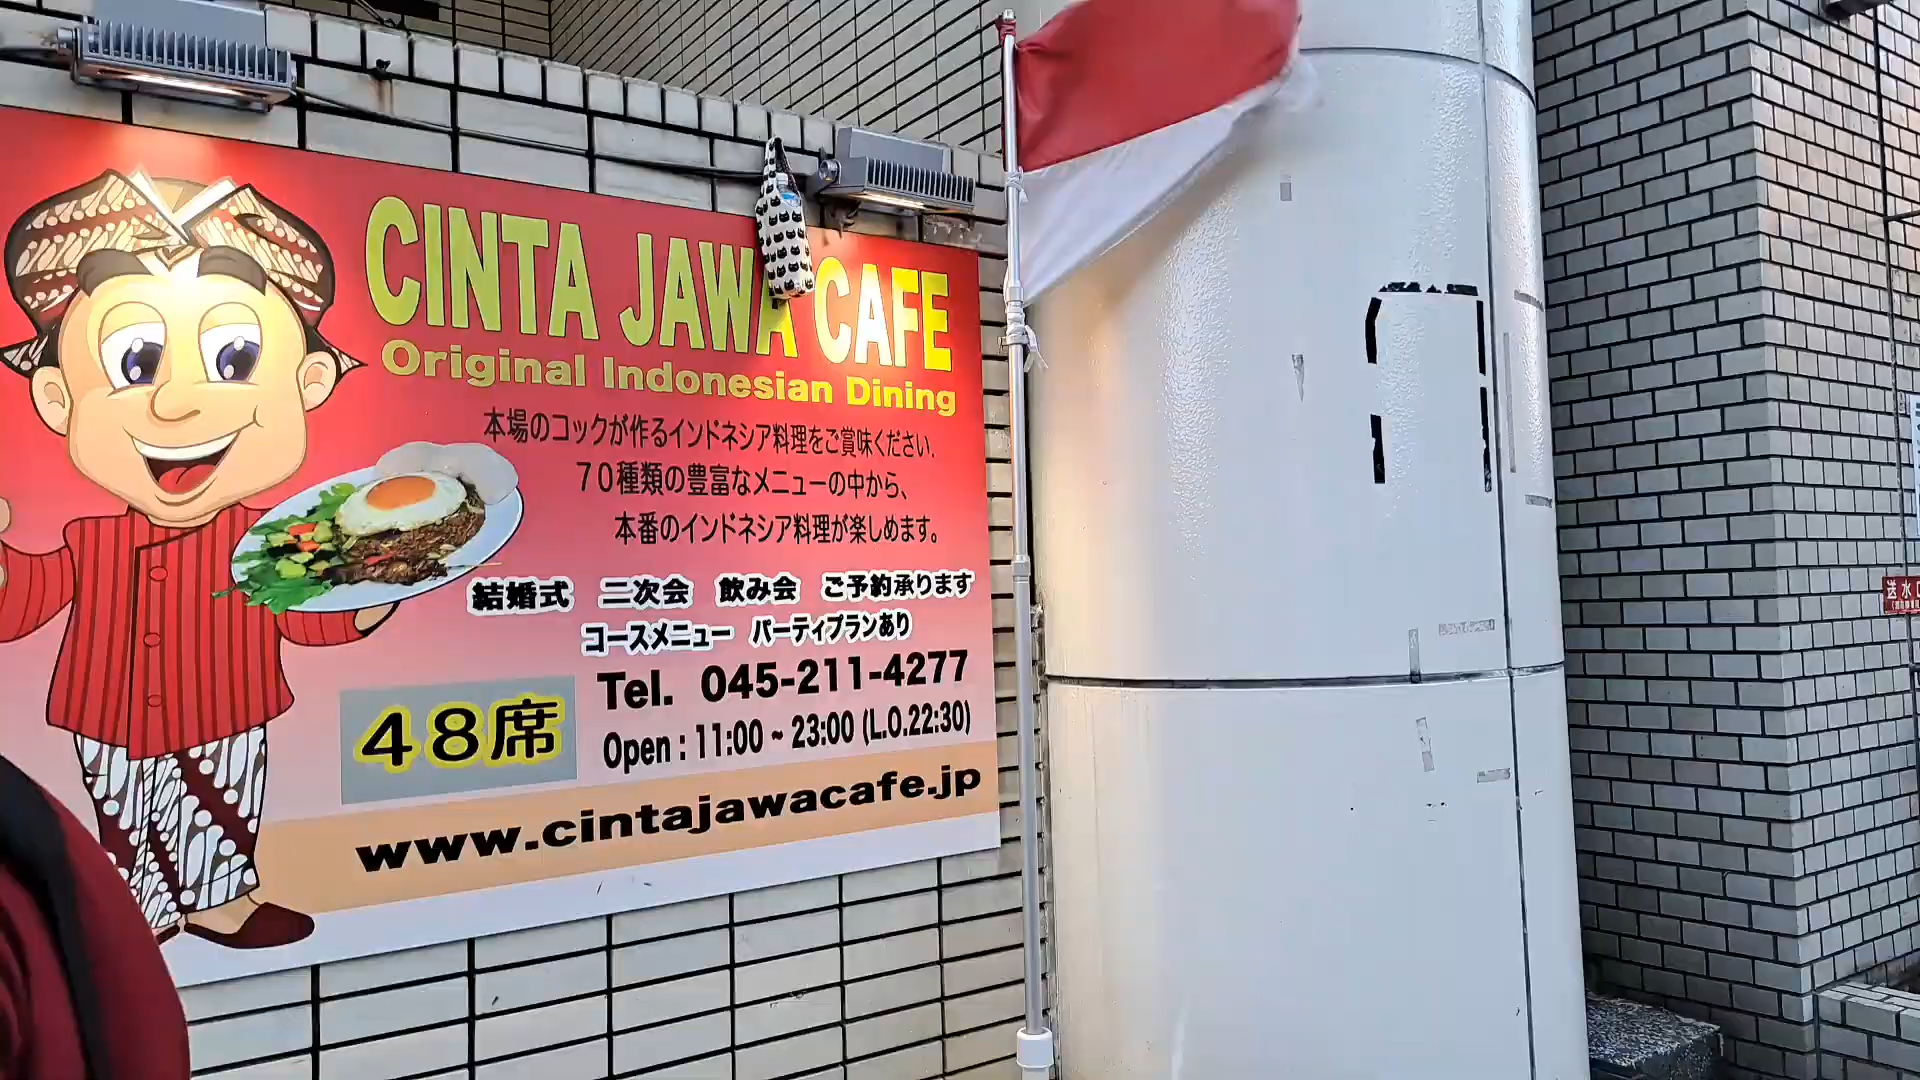 CINTA JAWA CAFE
Original Indonesian Dining
本場のコックが作るインドネシア料理をご賞味ください.
70種類の豊富なメニューの中から、
本番のインドネシア料理が楽しめます。
結婚式 二次会 飲み会 ご予約承ります
コースメニュー パーティプランあり
Tel. 045-211-4277
48席
Open : 11:00 ~ 23:00 (L.O.22:30)
www.cintajawacafe.jp
送水口